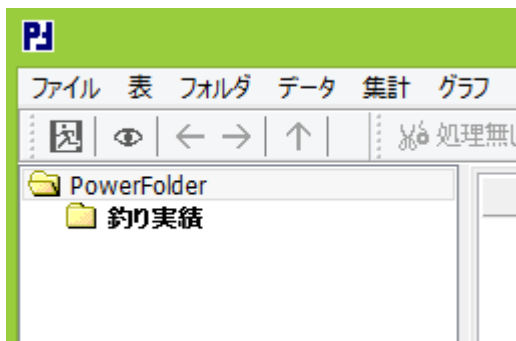 ファイル 表 フォルダ データ 集計 グラフ
処理無し
PowerFolder
釣り実績